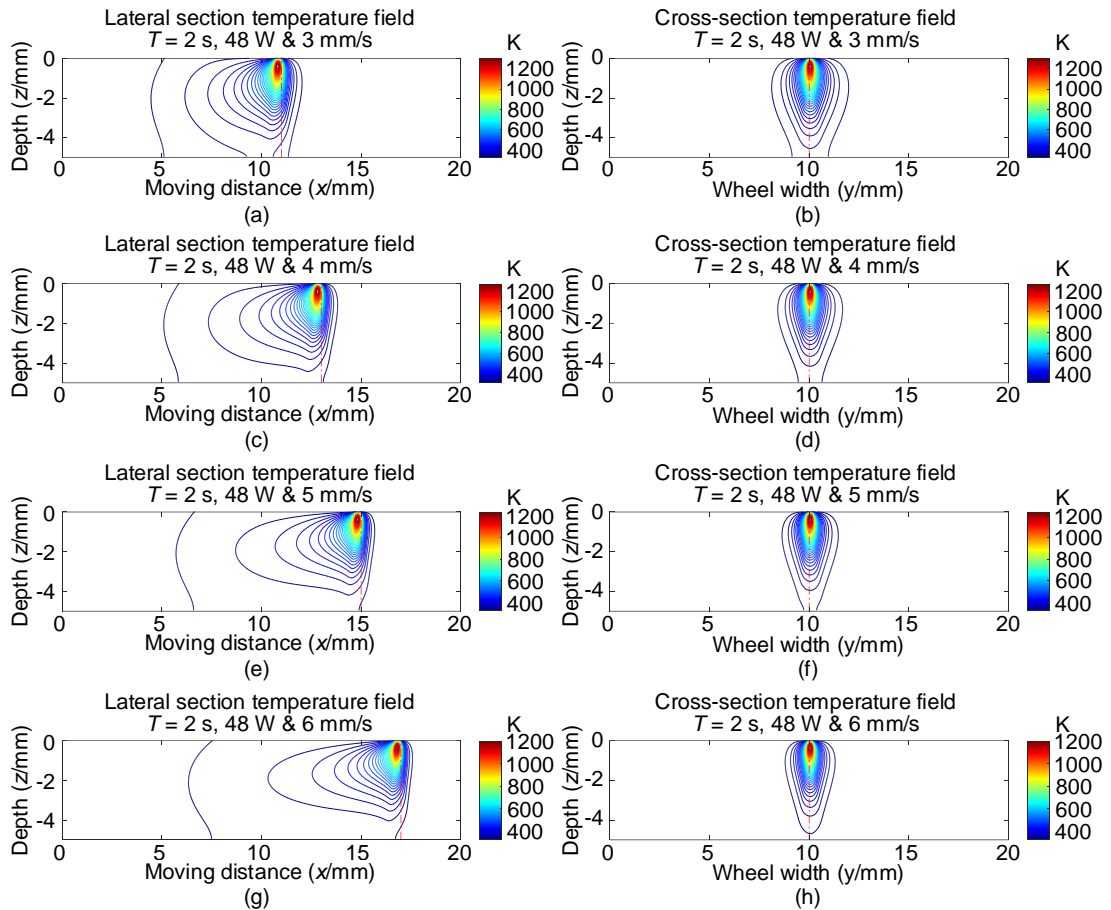 Lateral section temperature field
T = 2 s, 48 W & 3 mm/s
K
1200
1000
800
600
400
0
-2
-4
Depth (z/mm)
0 5 10 15 20
Moving distance (x/mm)
(a)
Cross-section temperature field
T = 2 s, 48 W & 3 mm/s
K
1200
1000
800
600
400
0
-2
-4
Depth (z/mm)
0 5 10 15 20
Wheel width (y/mm)
(b)
Lateral section temperature field
T = 2 s, 48 W & 4 mm/s
K
1200
1000
800
600
400
0
-2
-4
Depth (z/mm)
0 5 10 15 20
Moving distance (x/mm)
(c)
Cross-section temperature field
T = 2 s, 48 W & 4 mm/s
K
1200
1000
800
600
400
0
-2
-4
Depth (z/mm)
0 5 10 15 20
Wheel width (y/mm)
(d)
Lateral section temperature field
T = 2 s, 48 W & 5 mm/s
K
1200
1000
800
600
400
0
-2
-4
Depth (z/mm)
0 5 10 15 20
Moving distance (x/mm)
(e)
Cross-section temperature field
T = 2 s, 48 W & 5 mm/s
K
1200
1000
800
600
400
0
-2
-4
Depth (z/mm)
0 5 10 15 20
Wheel width (y/mm)
(f)
Lateral section temperature field
T = 2 s, 48 W & 6 mm/s
K
1200
1000
800
600
400
0
-2
-4
Depth (z/mm)
0 5 10 15 20
Moving distance (x/mm)
(g)
Cross-section temperature field
T = 2 s, 48 W & 6 mm/s
K
1200
1000
800
600
400
0
-2
-4
Depth (z/mm)
0 5 10 15 20
Wheel width (y/mm)
(h)